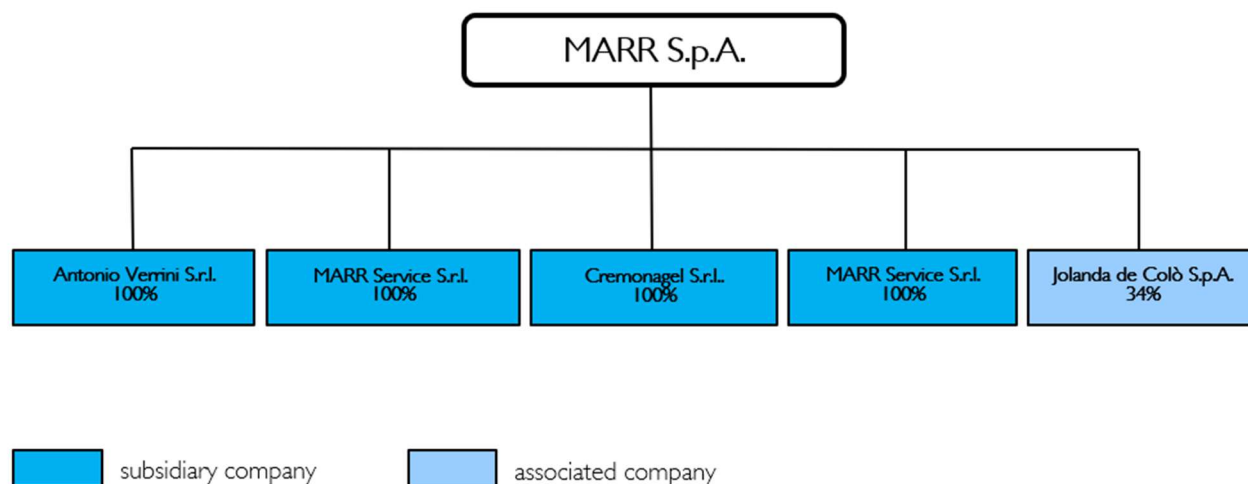 MARR S.p.A.
Antonio Verrini S.r.l.
100%
MARR Service S.r.l.
100%
Cremonagel S.r.l..
100%
MARR Service S.r.l.
100%
Jolanda de Colò S.p.A.
34%
subsidiary company
associated company